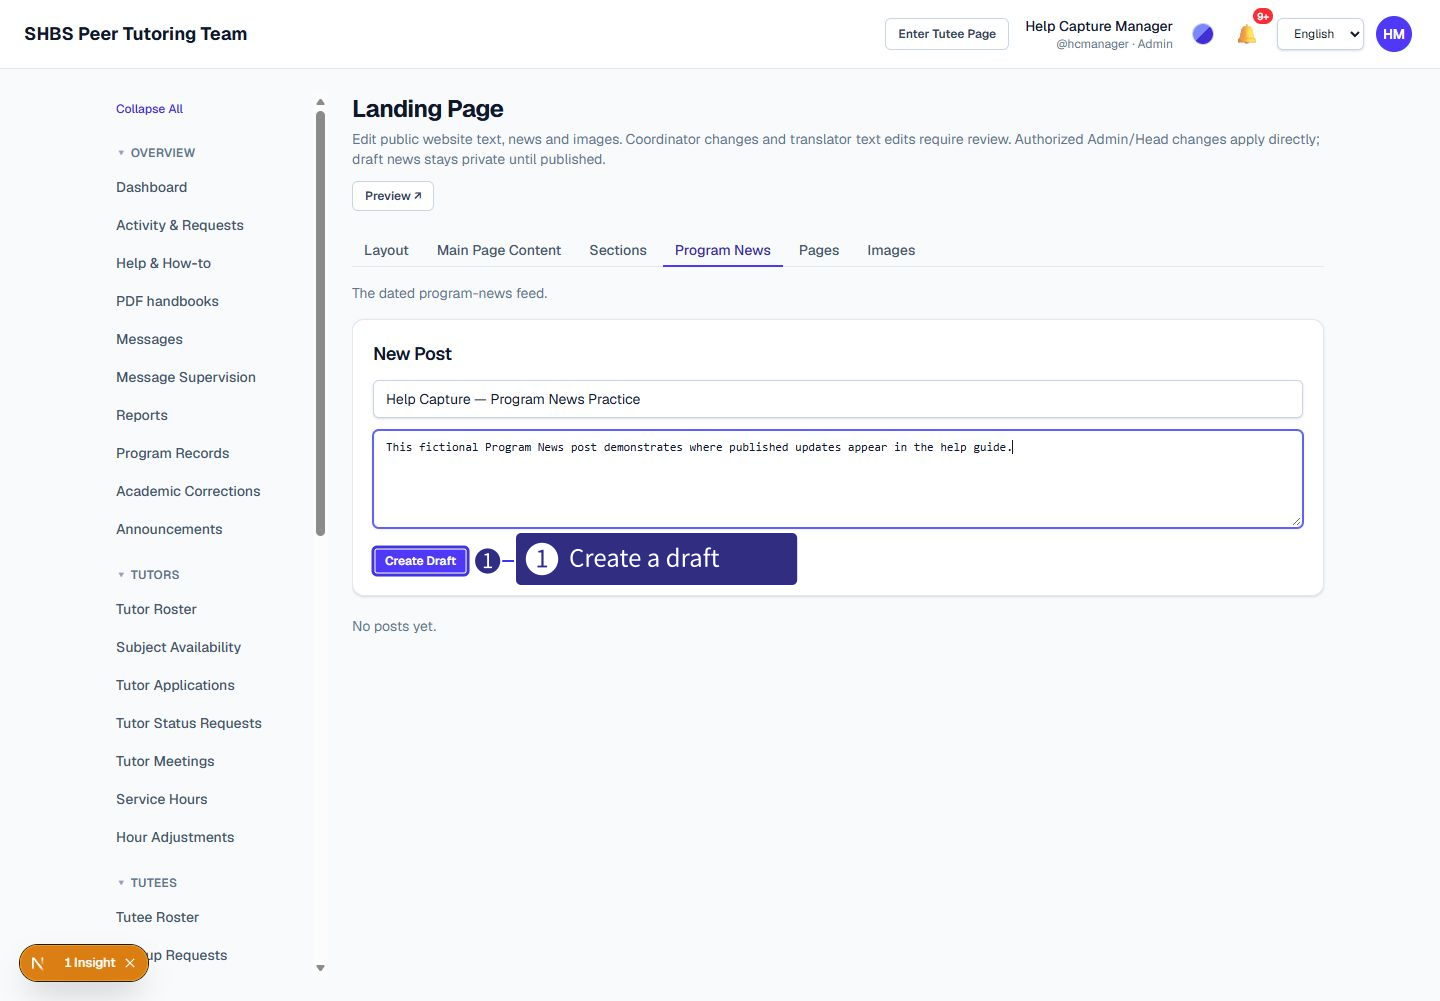 SHBS Peer Tutoring Team
Enter Tutee Page
Help Capture Manager
@hcmanager · Admin
9+
English
HM
Collapse All
OVERVIEW
Dashboard
Activity & Requests
Help & How-to
PDF handbooks
Messages
Message Supervision
Reports
Program Records
Academic Corrections
Announcements
TUTORS
Tutor Roster
Subject Availability
Tutor Applications
Tutor Status Requests
Tutor Meetings
Service Hours
Hour Adjustments
TUTEES
Tutee Roster
up Requests
1 Insight
Landing Page
Edit public website text, news and images. Coordinator changes and translator text edits require review. Authorized Admin/Head changes apply directly;
draft news stays private until published.
Preview ↗
Layout Main Page Content Sections Program News Pages Images
The dated program-news feed.
New Post
Help Capture — Program News Practice
This fictional Program News post demonstrates where published updates appear in the help guide.
Create Draft 1 1 Create a draft
No posts yet.